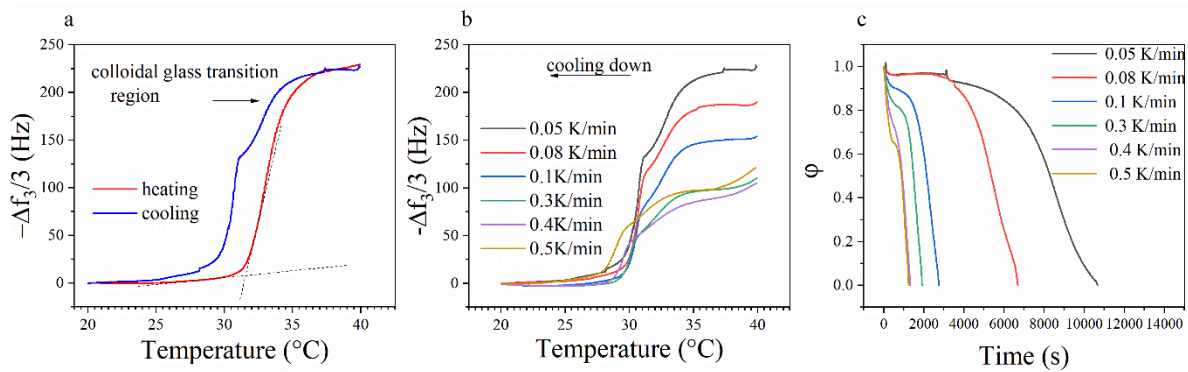 a
250
200
150
100
50
0
−Δf3/3 (Hz)
colloidal glass transition
region
heating
cooling
20 25 30 35 40
Temperature (°C)
b
250
200
150
100
50
0
-Δf3/3 (Hz)
cooling down
0.05 K/min
0.08 K/min
0.1K/min
0.3K/min
0.4K/min
0.5K/min
20 25 30 35 40
Temperature (°C)
c
1.0
0.8
0.6
0.4
0.2
0.0
φ
0.05 K/min
0.08 K/min
0.1 K/min
0.3 K/min
0.4 K/min
0.5 K/min
0 2000 4000 6000 8000 10000 12000 14000
Time (s)